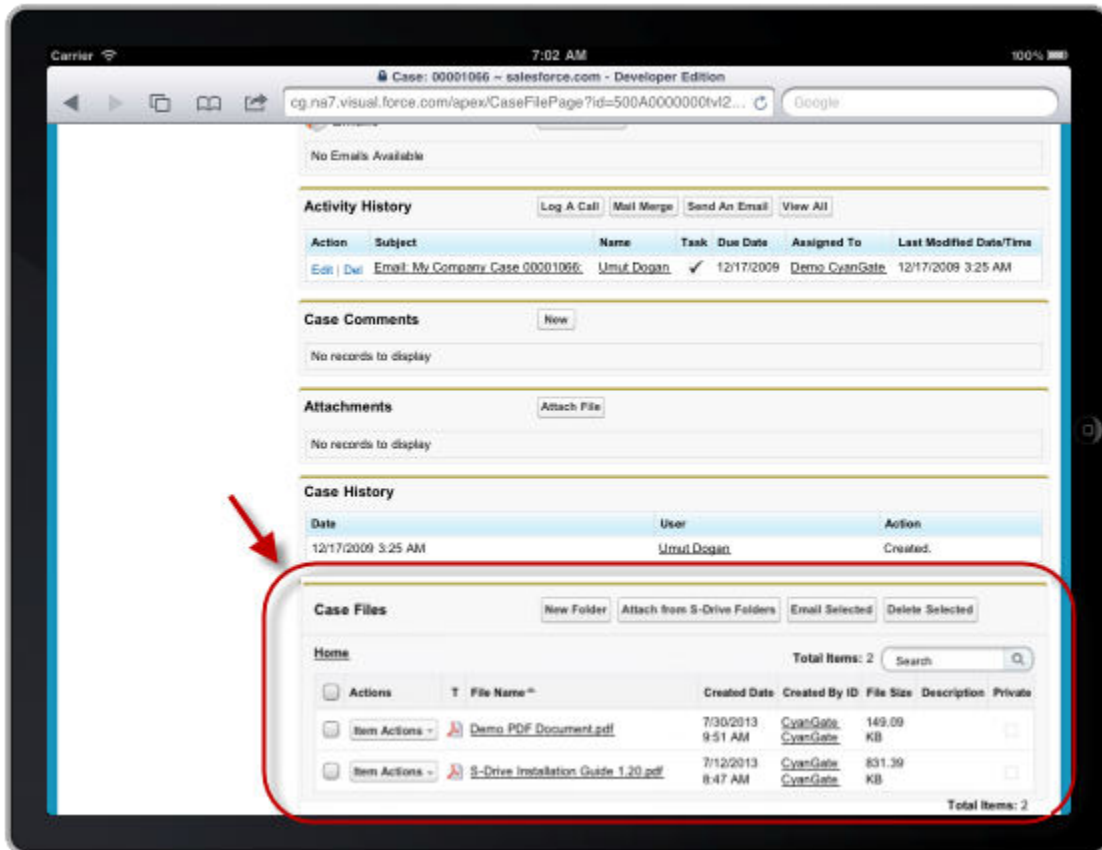 Carrier 7:02 AM 100%
Case: 00001066 ~ salesforce.com - Developer Edition
cg.na7.visual.force.com/apex/CaseFilePage?id=500A0000000tvI2... Google
No Emails Available
Activity History Log A Call Mail Merge Send An Email View All
Action Subject Name Task Due Date Assigned To Last Modified Date/Time
Edit | Del Email: My Company Case 00001066: Umut Dogan ✓ 12/17/2009 Demo CyanGate 12/17/2009 3:25 AM
Case Comments New
No records to display
Attachments Attach File
No records to display
Case History
Date User Action
12/17/2009 3:25 AM Umut Dogan Created.
Case Files New Folder Attach from S-Drive Folders Email Selected Delete Selected
Home Total Items: 2 Search
Actions T File Name Created Date Created By ID File Size Description Private
Item Actions Demo PDF Document.pdf 7/30/2013 CyanGate 149.09
9:51 AM CyanGate KB
Item Actions S-Drive Installation Guide 1.20.pdf 7/12/2013 CyanGate 831.39
8:47 AM CyanGate KB
Total Items: 2